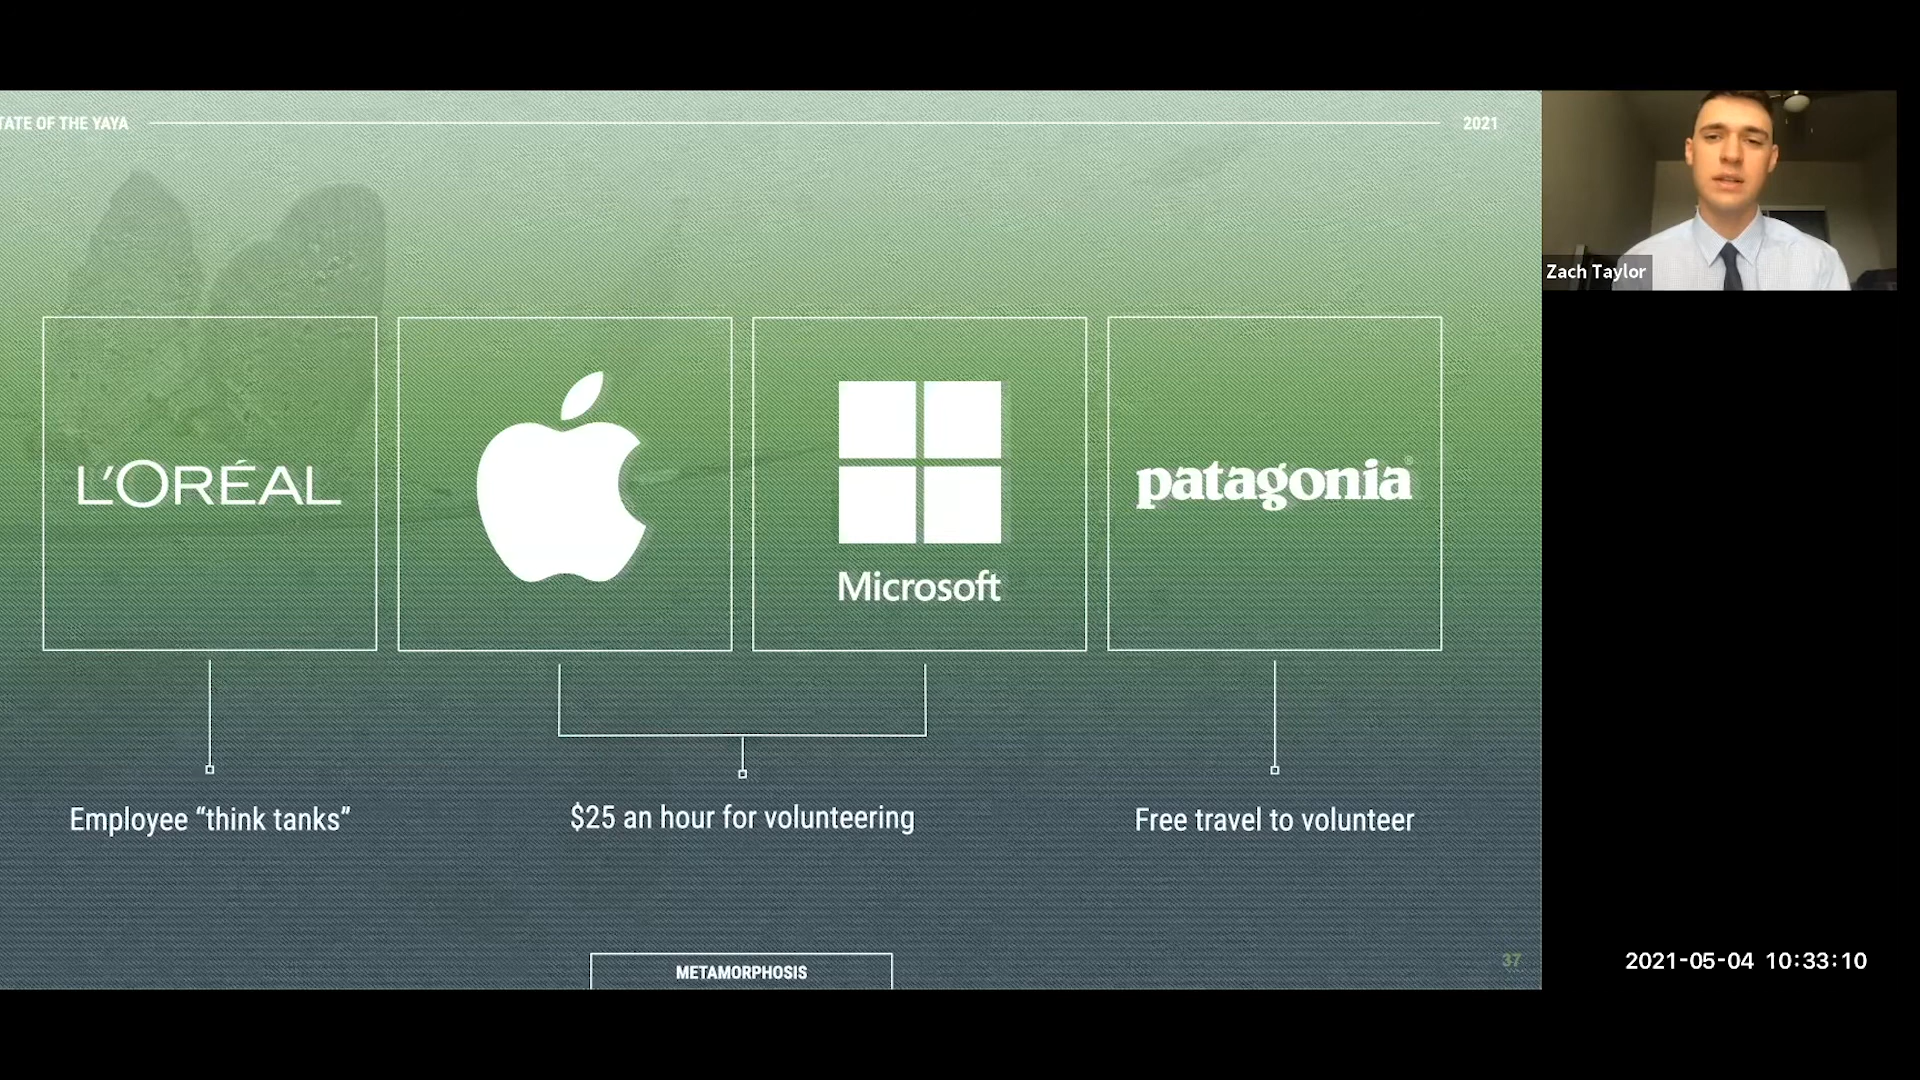 TATE OF THE YAYA
2021
Zach Taylor
L'ORÉAL
Microsoft
patagonia®
Employee “think tanks”
$25 an hour for volunteering
Free travel to volunteer
METAMORPHOSIS
37
2021-05-04 10:33:10